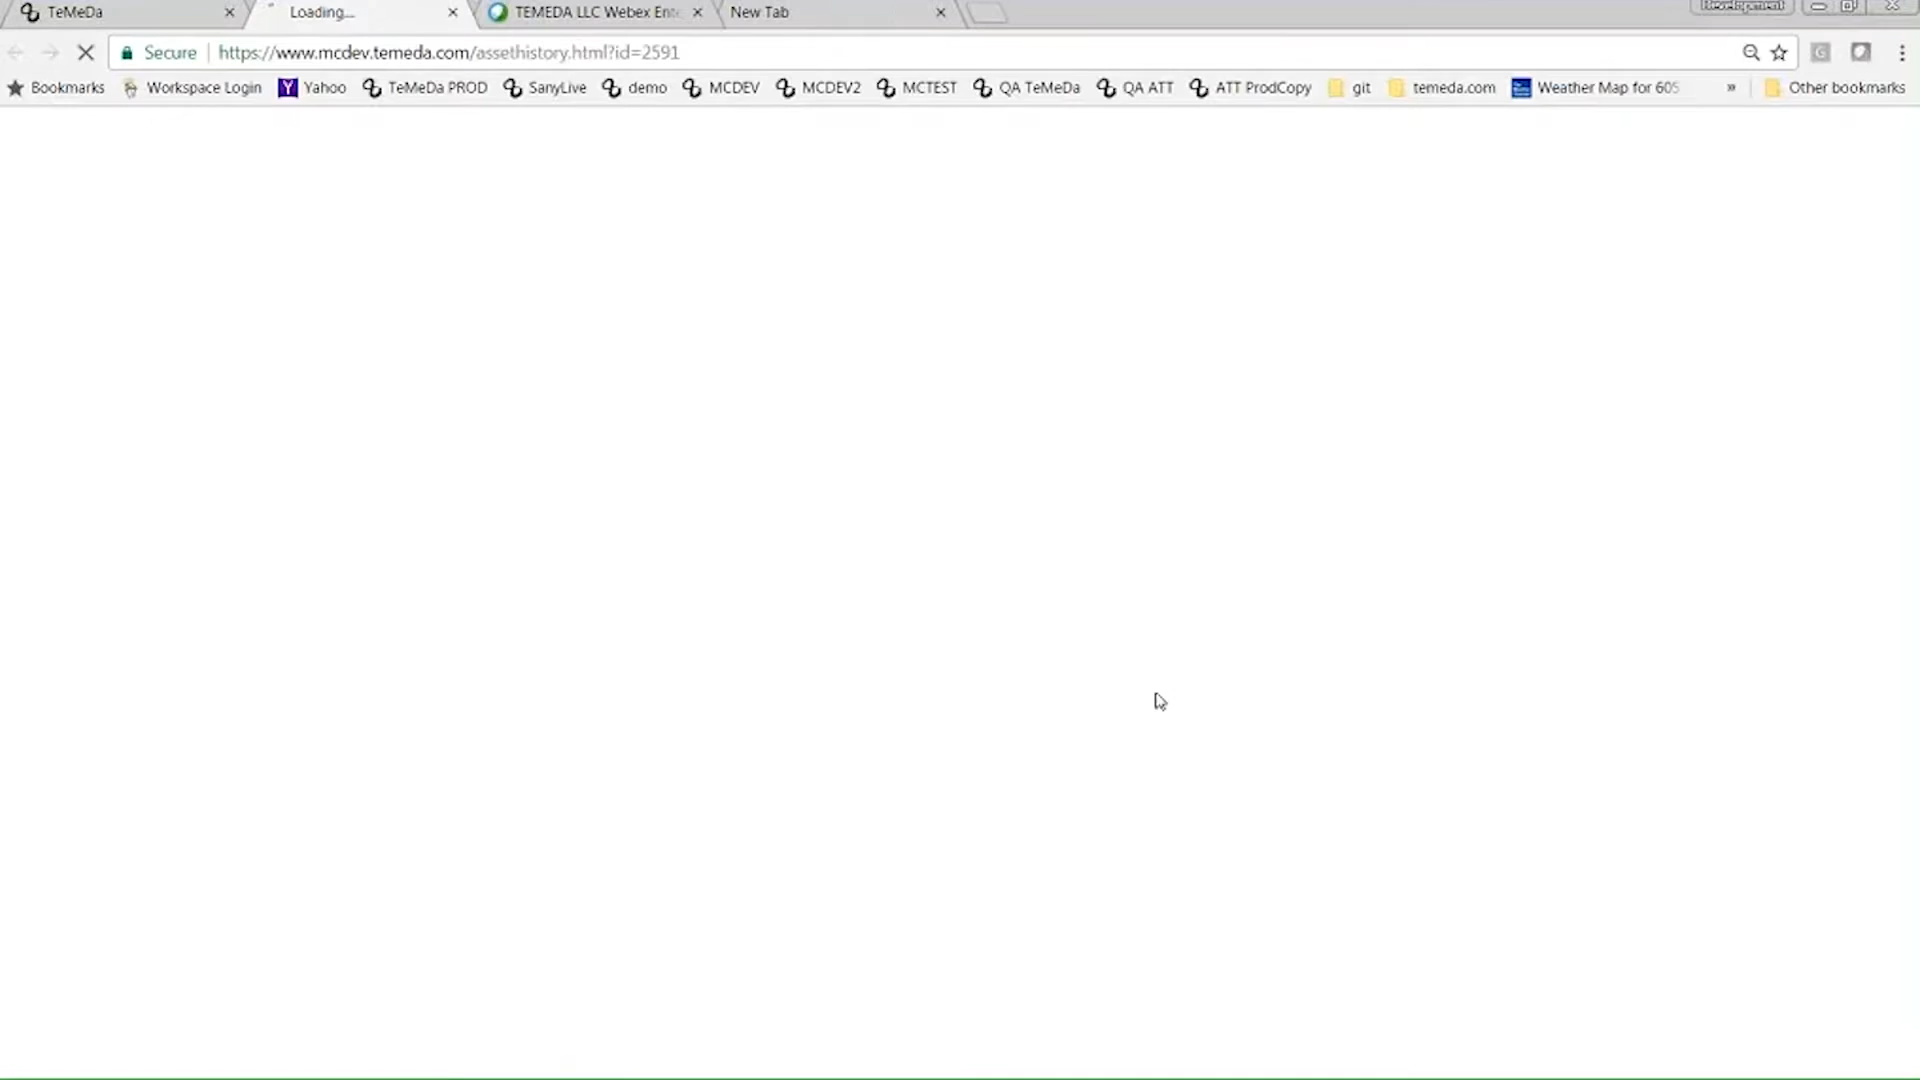 TeMeDa
Loading...
TEMEDA LLC Webex Ente
New Tab
Development
Secure
https://www.mcdev.temeda.com/assethistory.html?id=2591
Bookmarks
Workspace Login
Yahoo
TeMeDa PROD
SanyLive
demo
MCDEV
MCDEV2
MCTEST
QA TeMeDa
QA ATT
ATT ProdCopy
git
temeda.com
Weather Map for 605
»
Other bookmarks